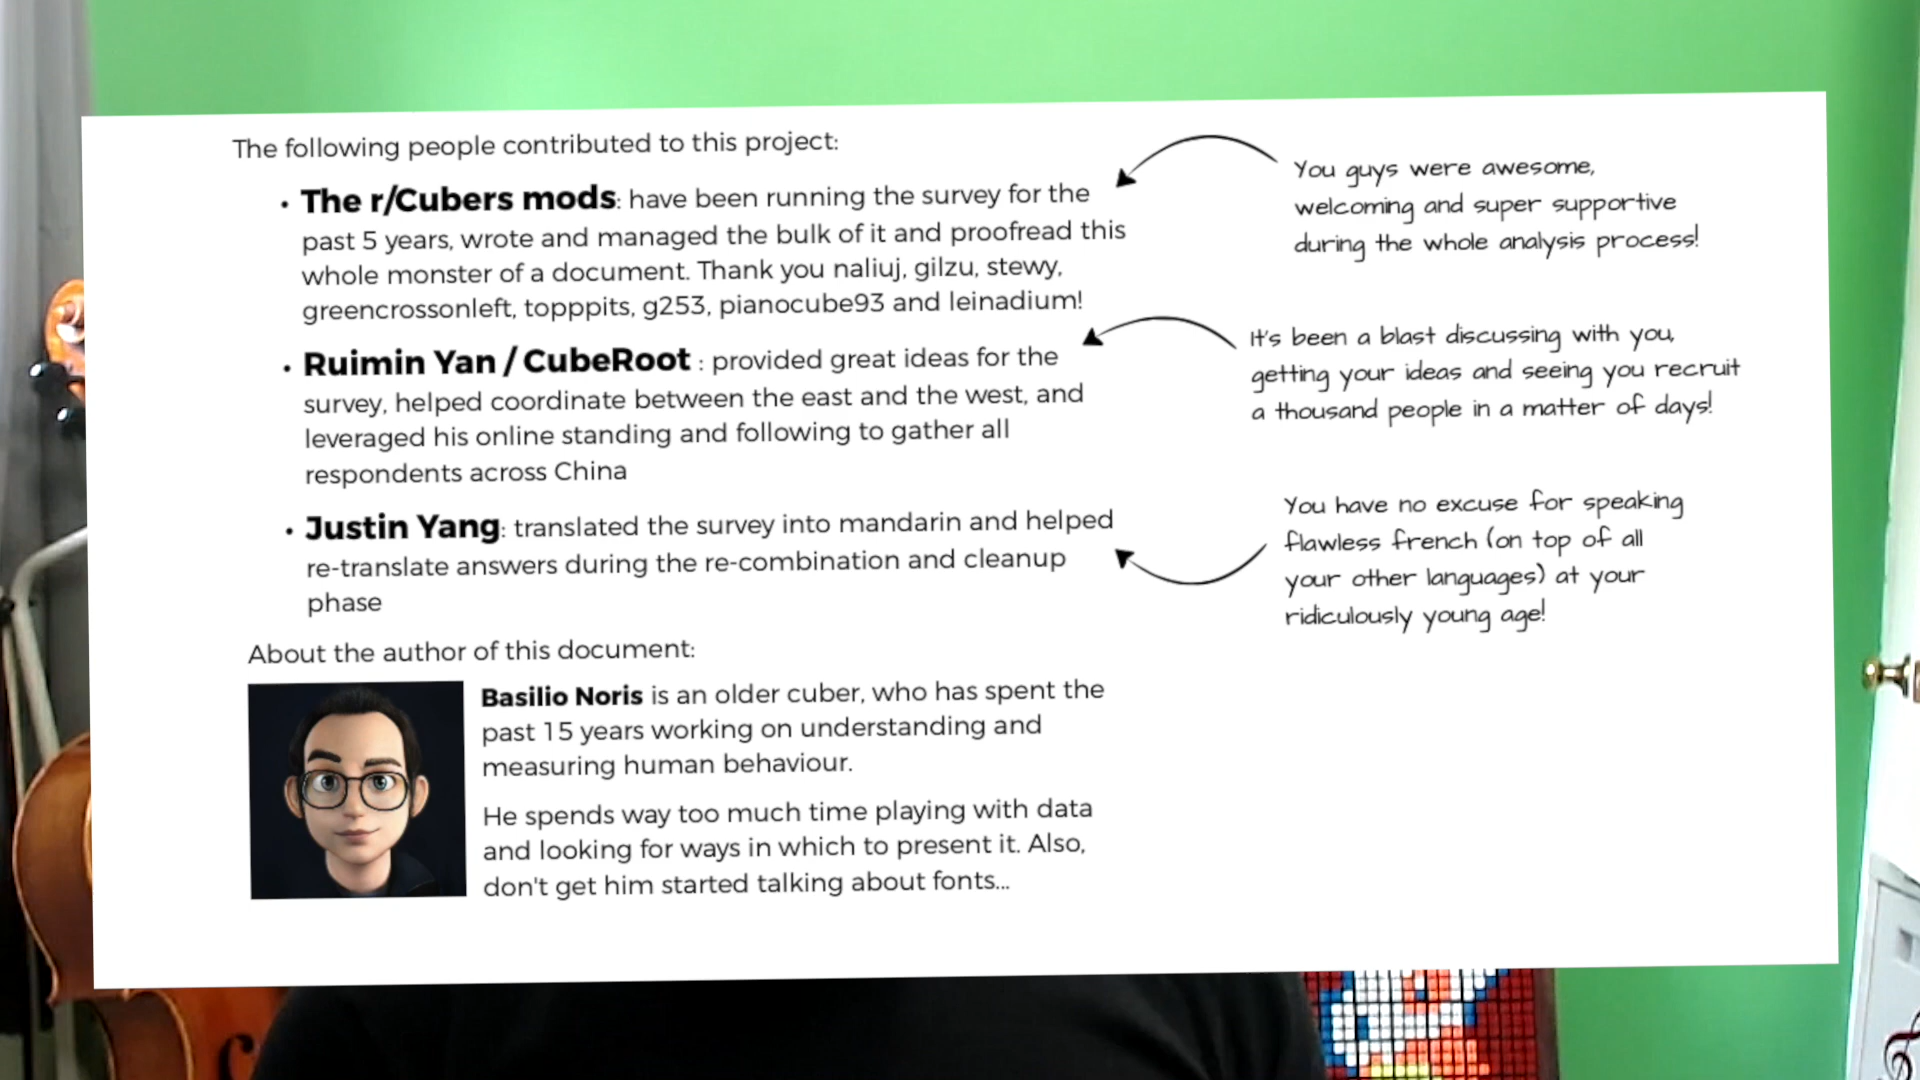 The following people contributed to this project:
• The r/Cubers mods: have been running the survey for the
past 5 years, wrote and managed the bulk of it and proofread this
whole monster of a document. Thank you naliuj, gilzu, stewy,
greencrossonleft, topppits, g253, pianocube93 and leinadium!
You guys were awesome,
welcoming and super supportive
during the whole analysis process!
• Ruimin Yan / CubeRoot : provided great ideas for the
survey, helped coordinate between the east and the west, and
leveraged his online standing and following to gather all
respondents across China
It's been a blast discussing with you,
getting your ideas and seeing you recruit
a thousand people in a matter of days!
• Justin Yang: translated the survey into mandarin and helped
re-translate answers during the re-combination and cleanup
phase
You have no excuse for speaking
flawless french (on top of all
your other languages) at your
ridiculously young age!
About the author of this document:
Basilio Noris is an older cuber, who has spent the
past 15 years working on understanding and
measuring human behaviour.
He spends way too much time playing with data
and looking for ways in which to present it. Also,
don't get him started talking about fonts...